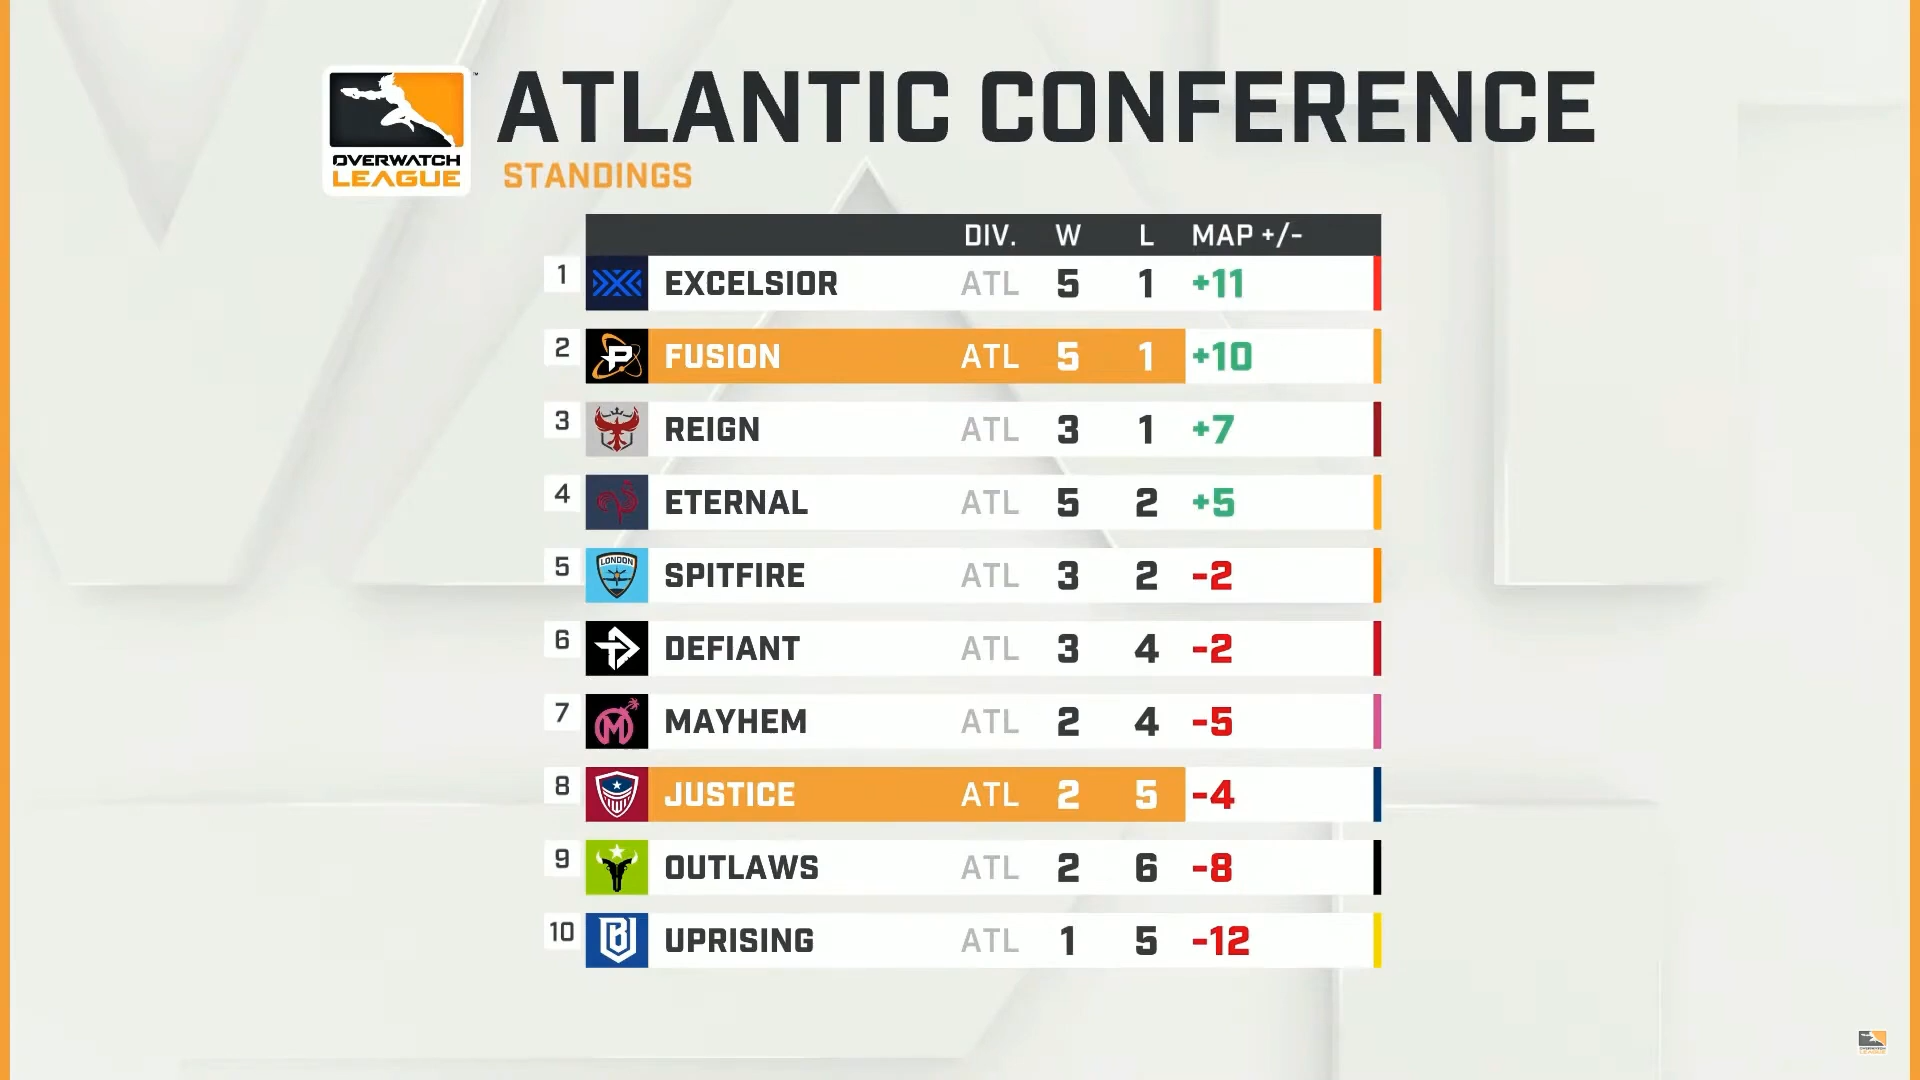 ATLANTIC CONFERENCE
OVERWATCH
LEAGUE
™
STANDINGS
DIV. W L MAP +/-
1 EXCELSIOR ATL 5 1 +11
2 P FUSION ATL 5 1 +10
3 REIGN ATL 3 1 +7
4 ETERNAL ATL 5 2 +5
5 LONDON SPITFIRE ATL 3 2 -2
6 DEFIANT ATL 3 4 -2
7 M MAYHEM ATL 2 4 -5
8 JUSTICE ATL 2 5 -4
9 OUTLAWS ATL 2 6 -8
10 B UPRISING ATL 1 5 -12
OVERWATCH
LEAGUE